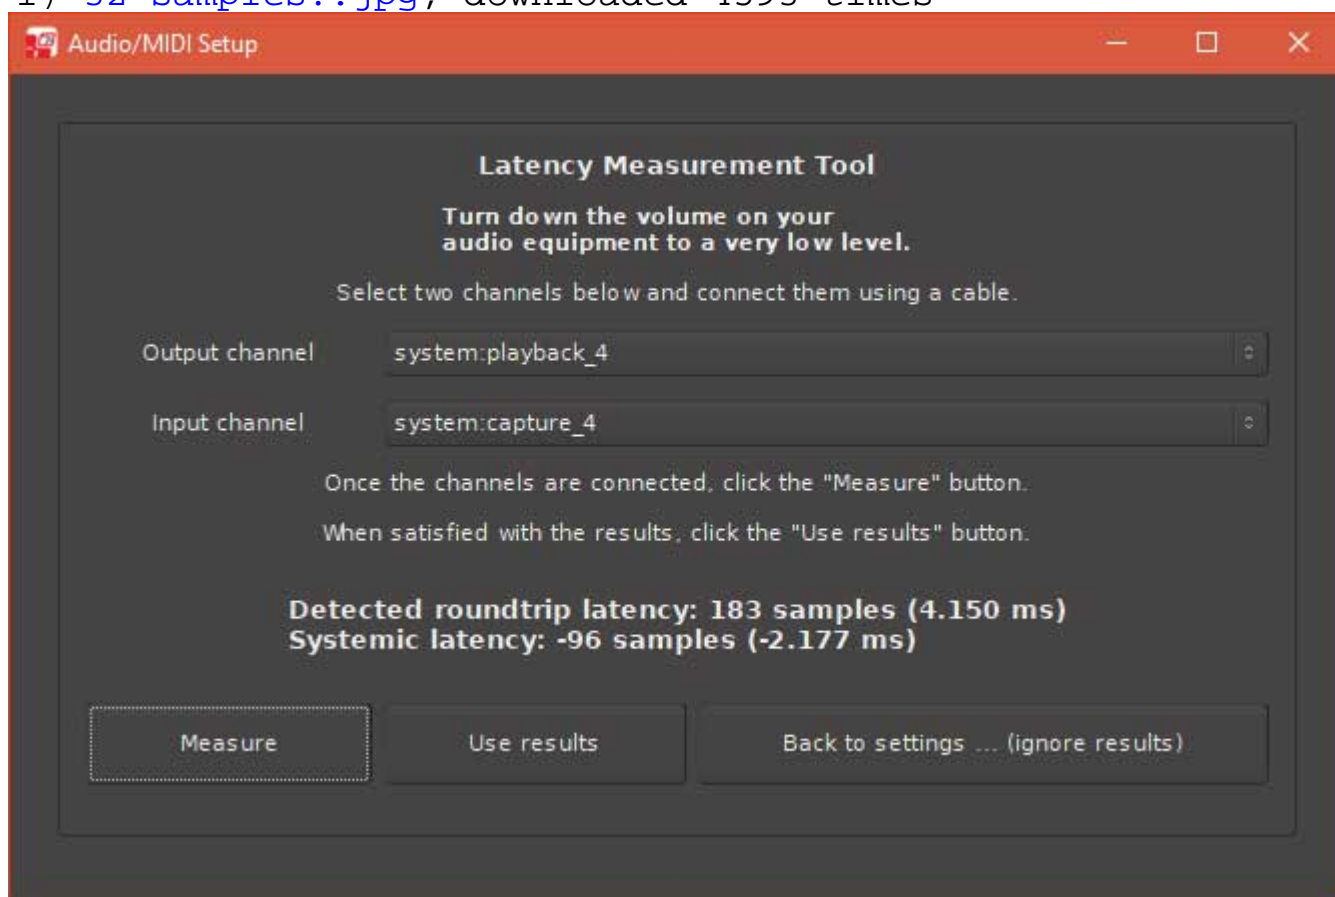 Audio/MIDI Setup
Latency Measurement Tool
Turn down the volume on your
audio equipment to a very low level.
Select two channels below and connect them using a cable.
Output channel system:playback_4
Input channel system:capture_4
Once the channels are connected, click the "Measure" button.
When satisfied with the results, click the "Use results" button.
Detected roundtrip latency: 183 samples (4.150 ms)
Systemic latency: -96 samples (-2.177 ms)
Measure Use results Back to settings ... (ignore results)